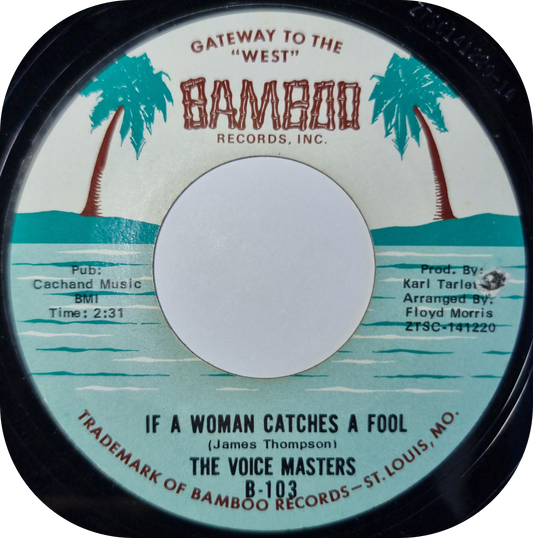 GATEWAY TO THE
"WEST"
BAMBOO
RECORDS, INC.
Pub:
Cachand Music
BMI
Time: 2:31
Prod. By:
Karl
Arranged By:
Floyd Morris
ZTSC-141220
IF A WOMAN CATCHES A FOOL
(James Thompson)
THE VOICE MASTERS
B-103
TRADEMARK OF BAMBOO RECORDS—ST. LOUIS, MO.